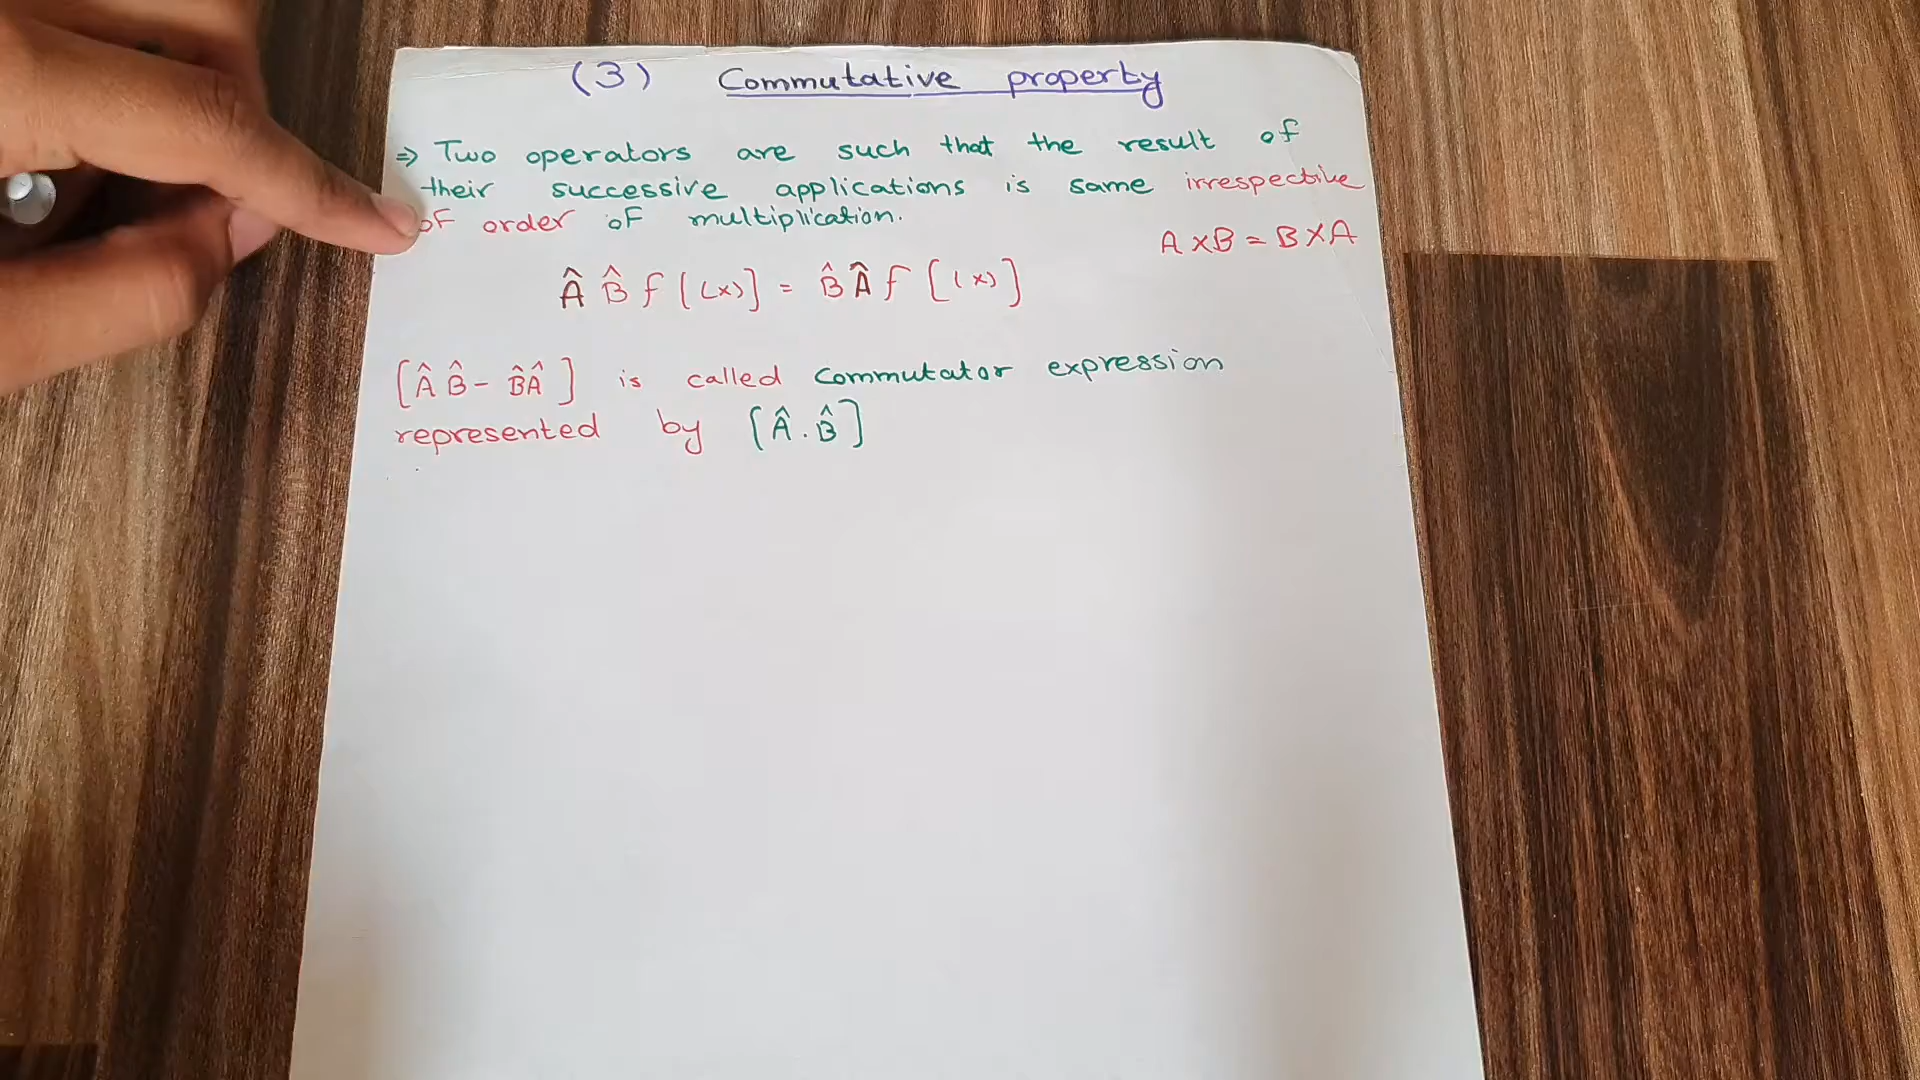 (3) Commutative property
⇒ Two operators are such that the result of
their successive applications is same irrespective
of order of multiplication.
A × B = B × A
Â B̂ f [(x)] = B̂ Â f [(x)]
[Â B̂ - B̂ Â] is called Commutator expression
represented by [Â . B̂]